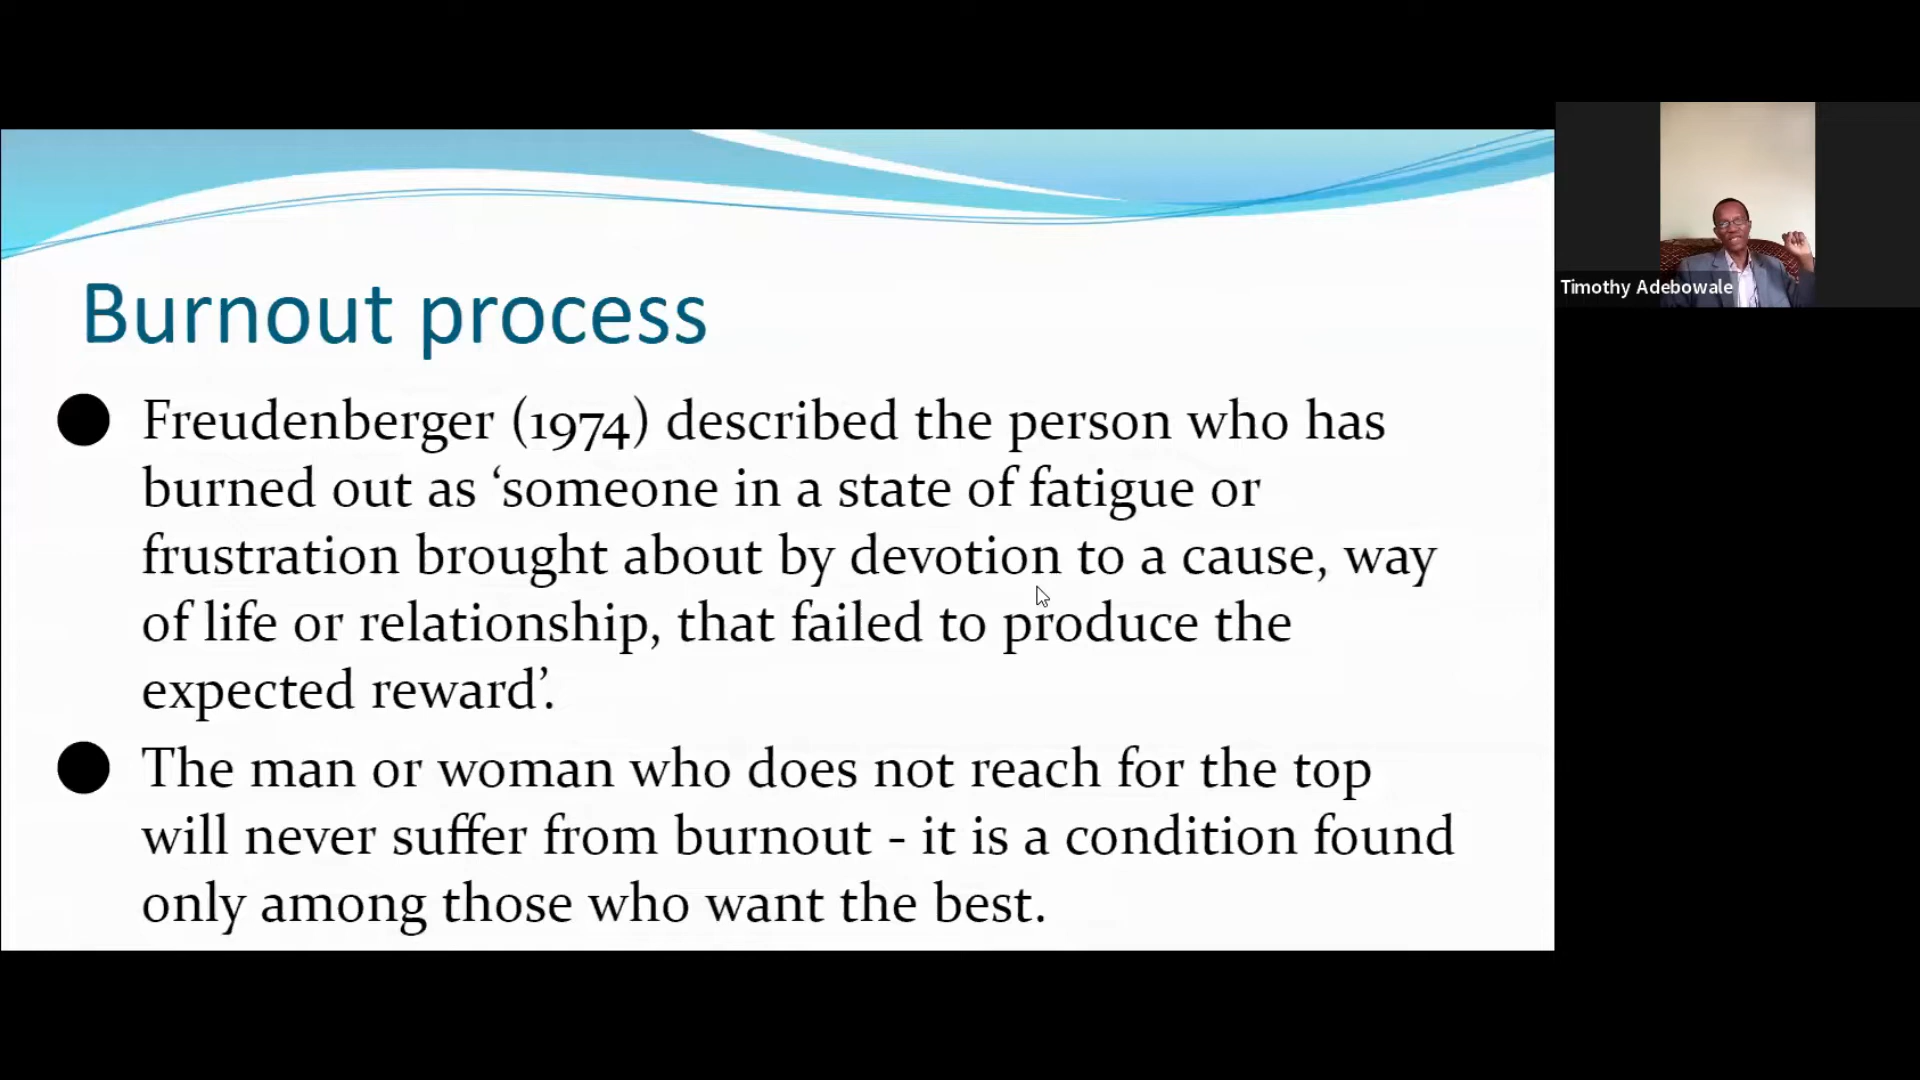 Burnout process
Freudenberger (1974) described the person who has
burned out as ‘someone in a state of fatigue or
frustration brought about by devotion to a cause, way
of life or relationship, that failed to produce the
expected reward’.
The man or woman who does not reach for the top
will never suffer from burnout - it is a condition found
only among those who want the best.
Timothy Adebowale